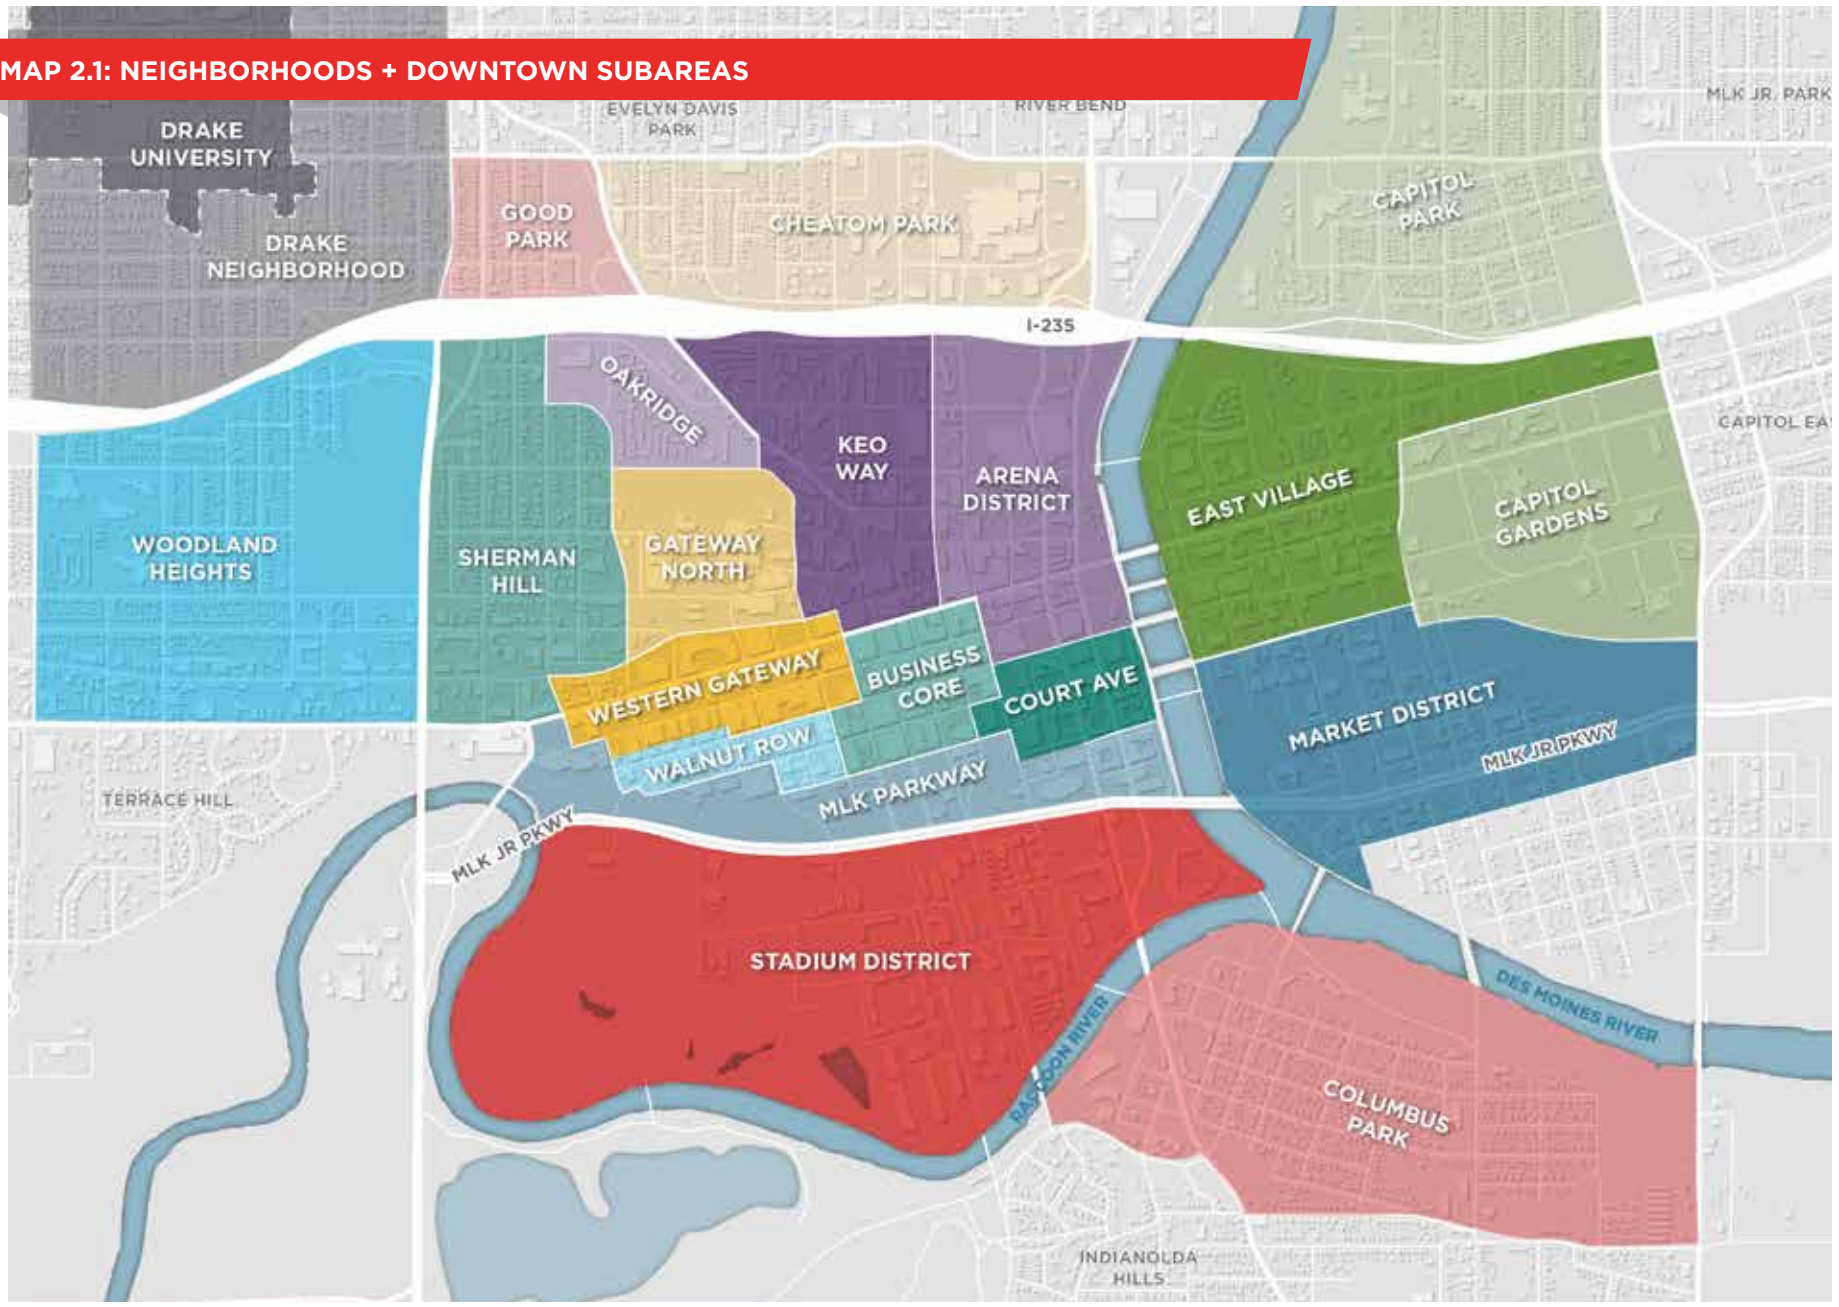 MAP 2.1: NEIGHBORHOODS + DOWNTOWN SUBAREAS
EVELYN DAVIS
PARK
RIVER BEND
MLK JR. PARK
DRAKE
UNIVERSITY
DRAKE
NEIGHBORHOOD
GOOD
PARK
CHEATOM PARK
CAPITOL
PARK
I-235
OAKRIDGE
KEO
WAY
ARENA
DISTRICT
EAST VILLAGE
CAPITOL
GARDENS
CAPITOL EAS
WOODLAND
HEIGHTS
SHERMAN
HILL
GATEWAY
NORTH
WESTERN GATEWAY
BUSINESS
CORE
COURT AVE
WALNUT ROW
MLK PARKWAY
MARKET DISTRICT
MLK JR PKWY
TERRACE HILL
MLK JR PKWY
STADIUM DISTRICT
RACCOON RIVER
DES MOINES RIVER
COLUMBUS
PARK
INDIANOLDA
HILLS